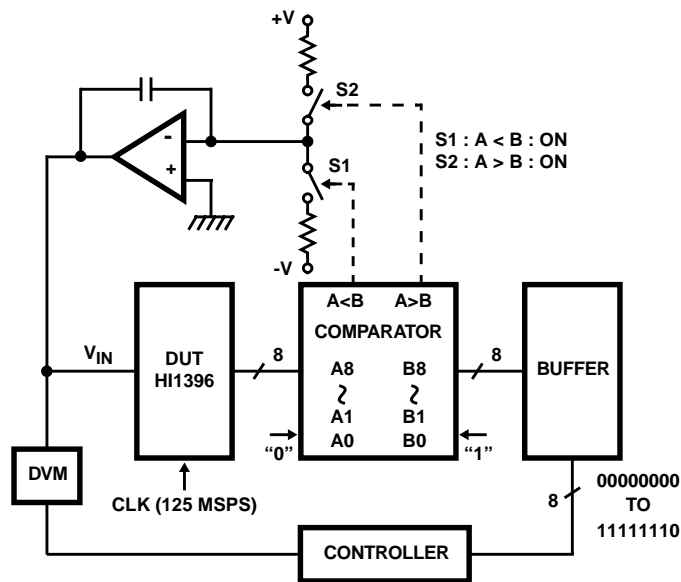 +V
S2
S1 : A < B : ON
S2 : A > B : ON
-
+
S1
-V
A<B A>B
COMPARATOR
V_IN
DUT
HI1396
8
A8 B8
A1 B1
A0 B0
8
BUFFER
"0"
"1"
DVM
CLK (125 MSPS)
8
00000000
TO
11111110
CONTROLLER